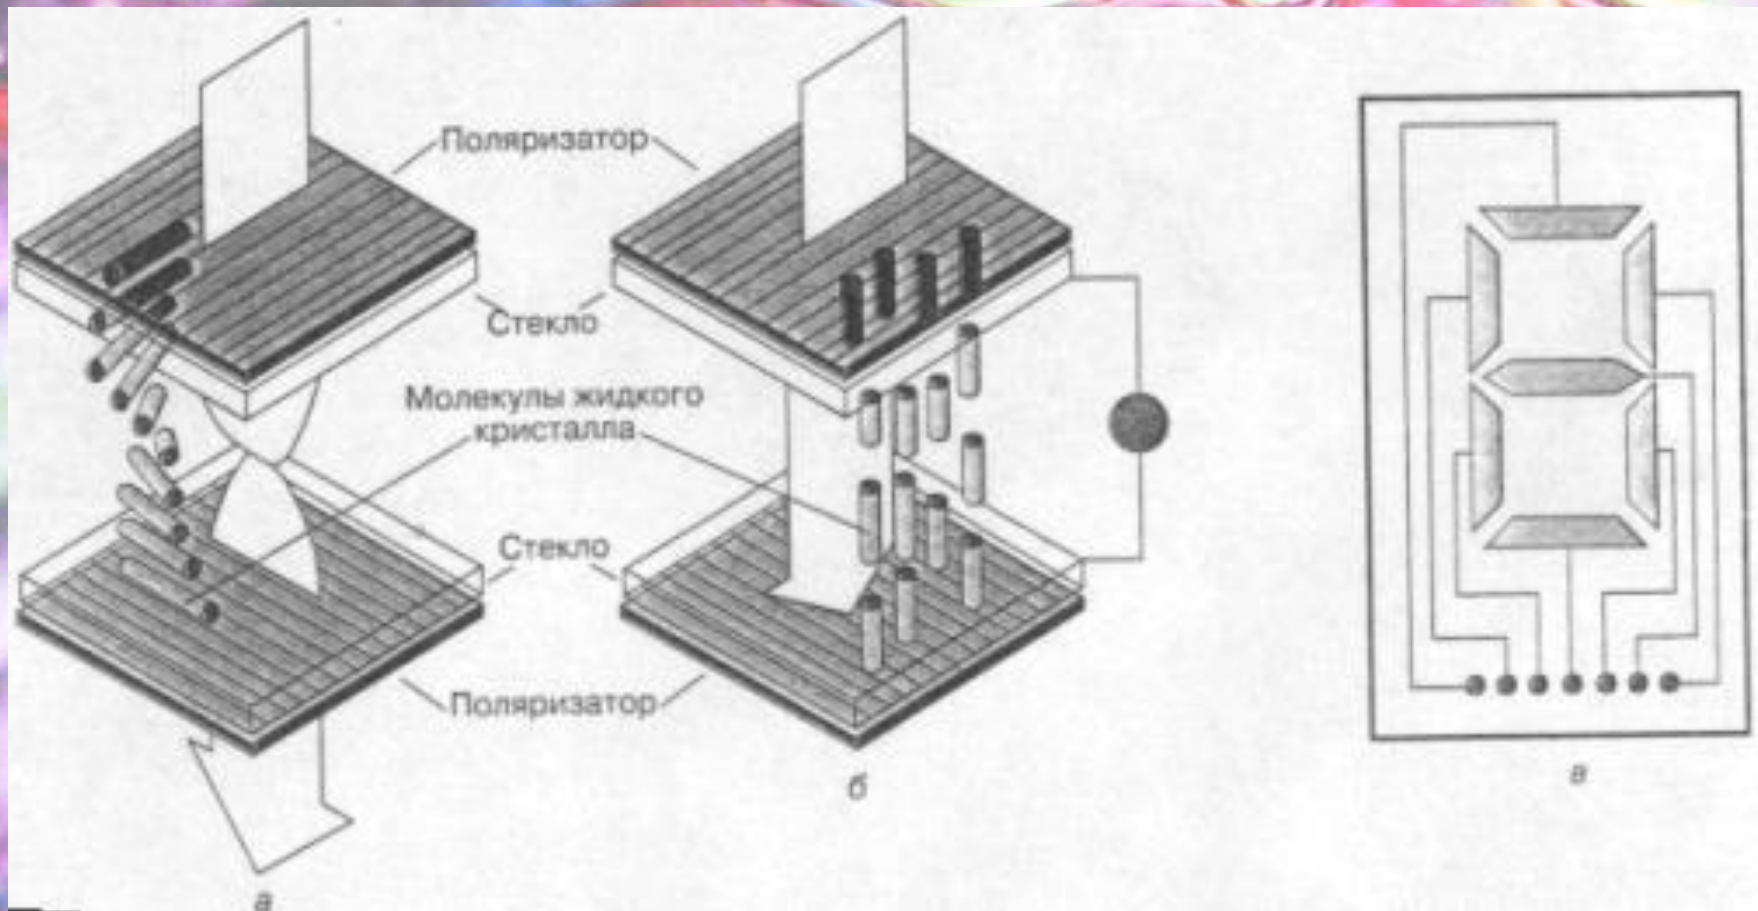 Поляризатор
Стекло
Молекулы жидкого
кристалла
Стекло
Поляризатор
а
б
в